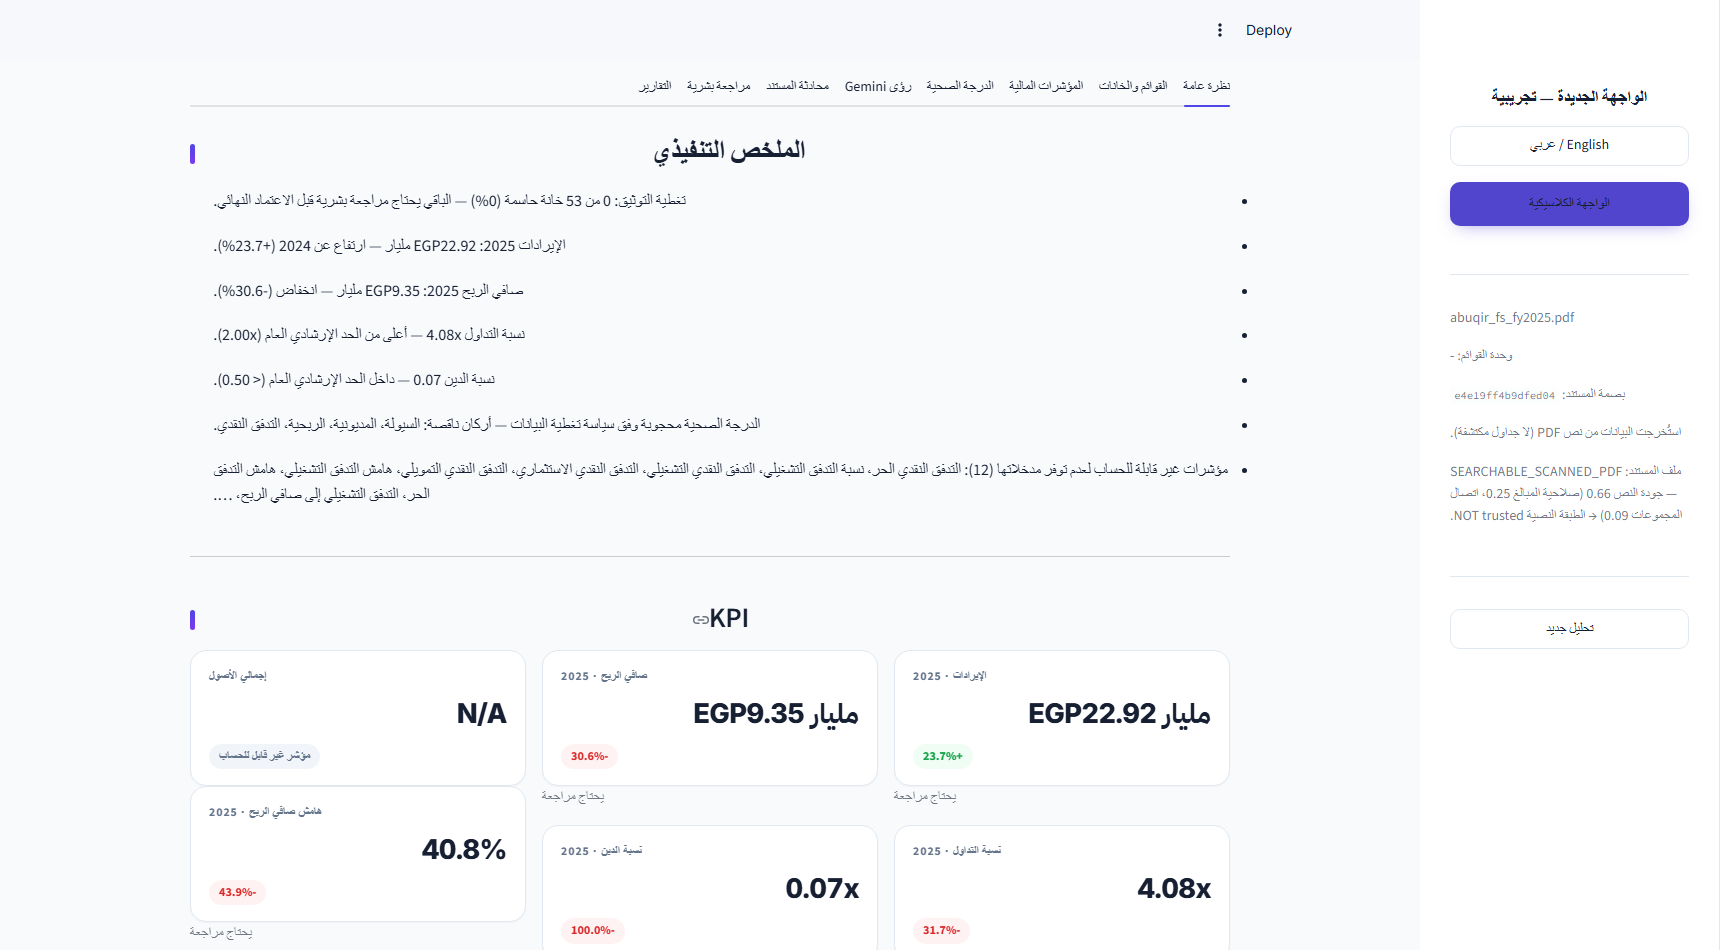 Deploy
الواجهة الجديدة — تجريبية
عربي / English
الواجهة الكلاسيكية
abuqir_fs_fy2025.pdf
وحدة القوائم: -
بصمة المستند: e4e19ff4b9dfed04
استُخرجت البيانات من نص PDF (لا جداول مكتشفة).
ملف المستند: SEARCHABLE_SCANNED_PDF
— جودة النص 0.66 (صلاحية المبالغ 0.25، اتصال
المجموعات 0.09) → الطبقة النصية NOT trusted.
تحليل جديد
نظرة عامة
القوائم والخانات
المؤشرات المالية
الدرجة الصحية
رؤى Gemini
محادثة المستند
مراجعة بشرية
التقارير
الملخص التنفيذي
تغطية التوثيق: 0 من 53 خانة حاسمة (0%) — الباقي يحتاج مراجعة بشرية قبل الاعتماد النهائي.
الإيرادات 2025: EGP22.92 مليار — ارتفاع عن 2024 (+23.7%).
صافي الربح 2025: EGP9.35 مليار — انخفاض (-30.6%).
نسبة التداول 4.08x — أعلى من الحد الإرشادي العام (2.00x).
نسبة الدين 0.07 — داخل الحد الإرشادي العام (< 0.50).
الدرجة الصحية محجوبة وفق سياسة تغطية البيانات — أركان ناقصة: السيولة، المديونية، الربحية، التدفق النقدي.
مؤشرات غير قابلة للحساب لعدم توفر مدخلاتها (12): التدفق النقدي الحر، نسبة التدفق التشغيلي، التدفق النقدي التشغيلي، التدفق النقدي الاستثماري، التدفق النقدي التمويلي، هامش التدفق التشغيلي، هامش التدفق
الحر، التدفق التشغيلي إلى صافي الربح، ….
KPI
الإيرادات · 2025
EGP22.92 مليار
+23.7%
يحتاج مراجعة
صافي الربح · 2025
EGP9.35 مليار
-30.6%
يحتاج مراجعة
إجمالي الأصول
N/A
مؤشر غير قابل للحساب
نسبة التداول · 2025
4.08x
-31.7%
نسبة الدين · 2025
0.07x
-100.0%
هامش صافي الربح · 2025
40.8%
-43.9%
يحتاج مراجعة